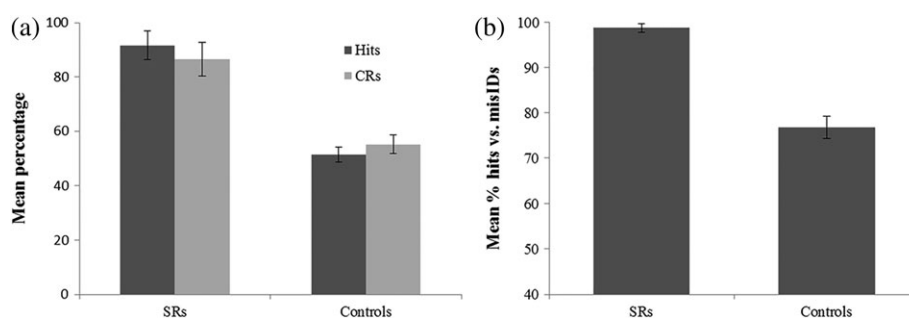 (a)
Mean percentage
100
80
60
40
20
0
Hits
CRs
SRs
Controls
(b)
Mean % hits vs. misIDs
100
90
80
70
60
50
40
SRs
Controls